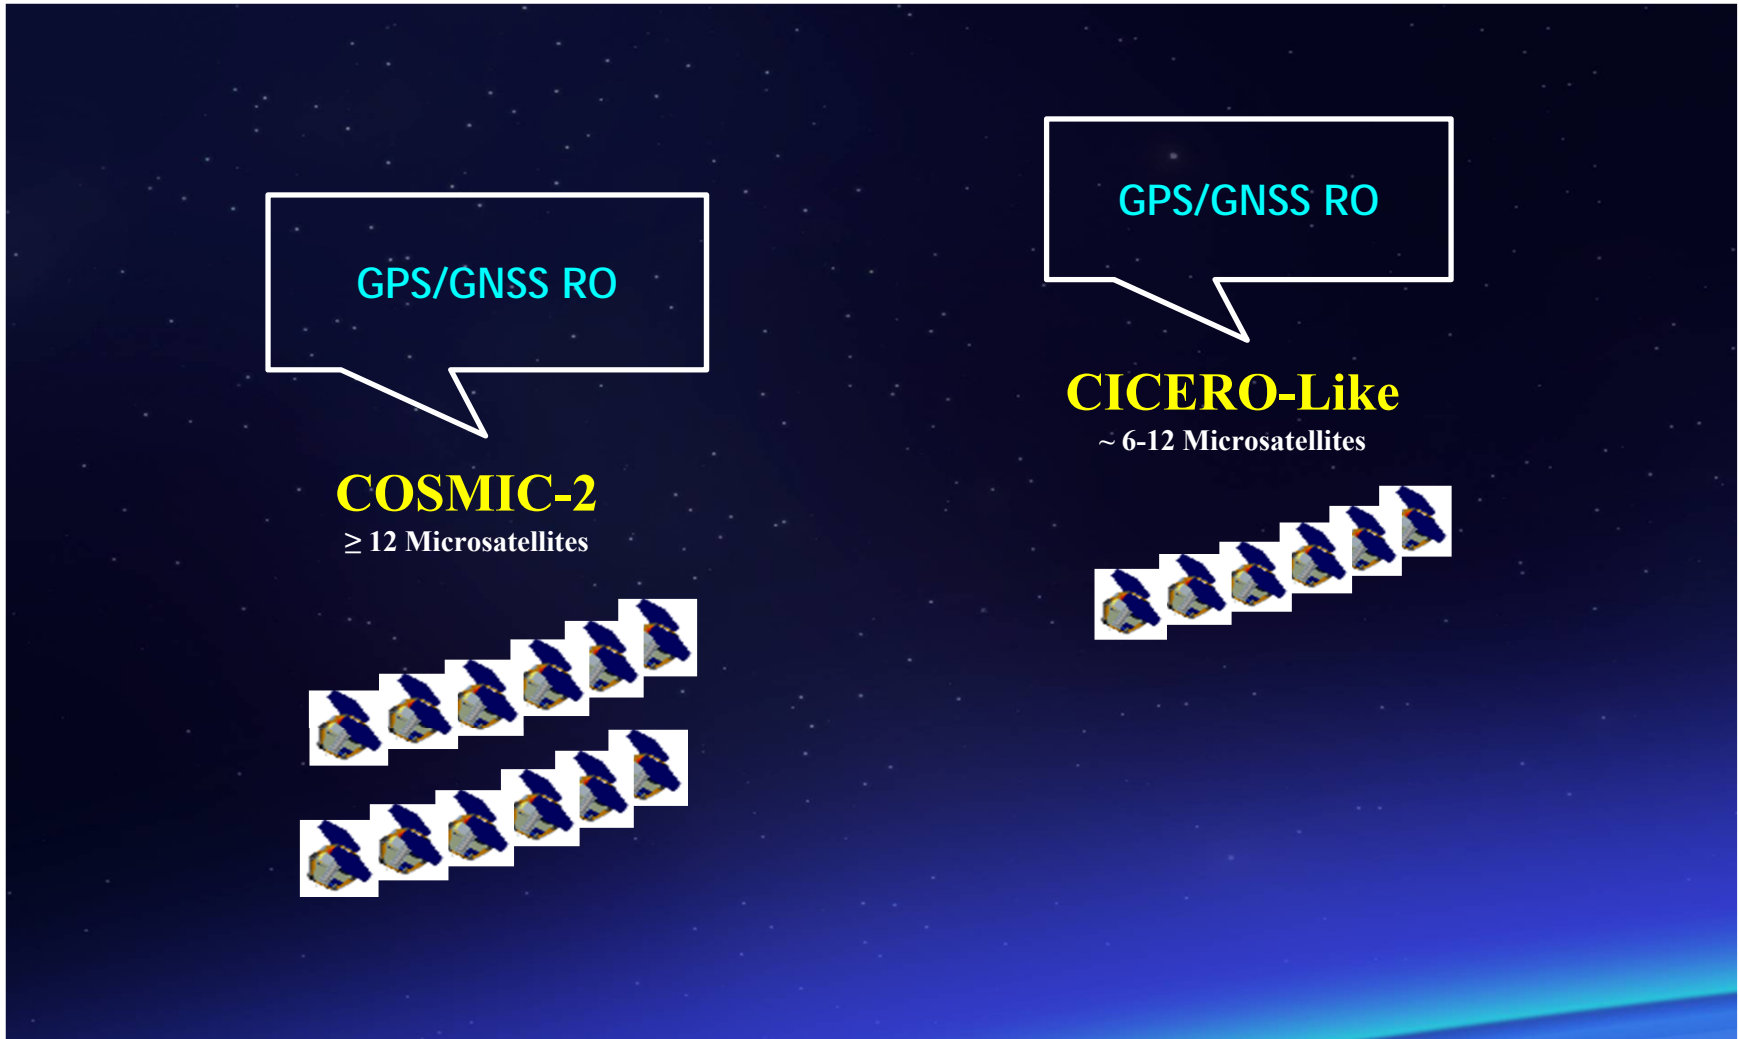 GPS/GNSS RO
COSMIC-2
≥ 12 Microsatellites
GPS/GNSS RO
CICERO-Like
~ 6-12 Microsatellites